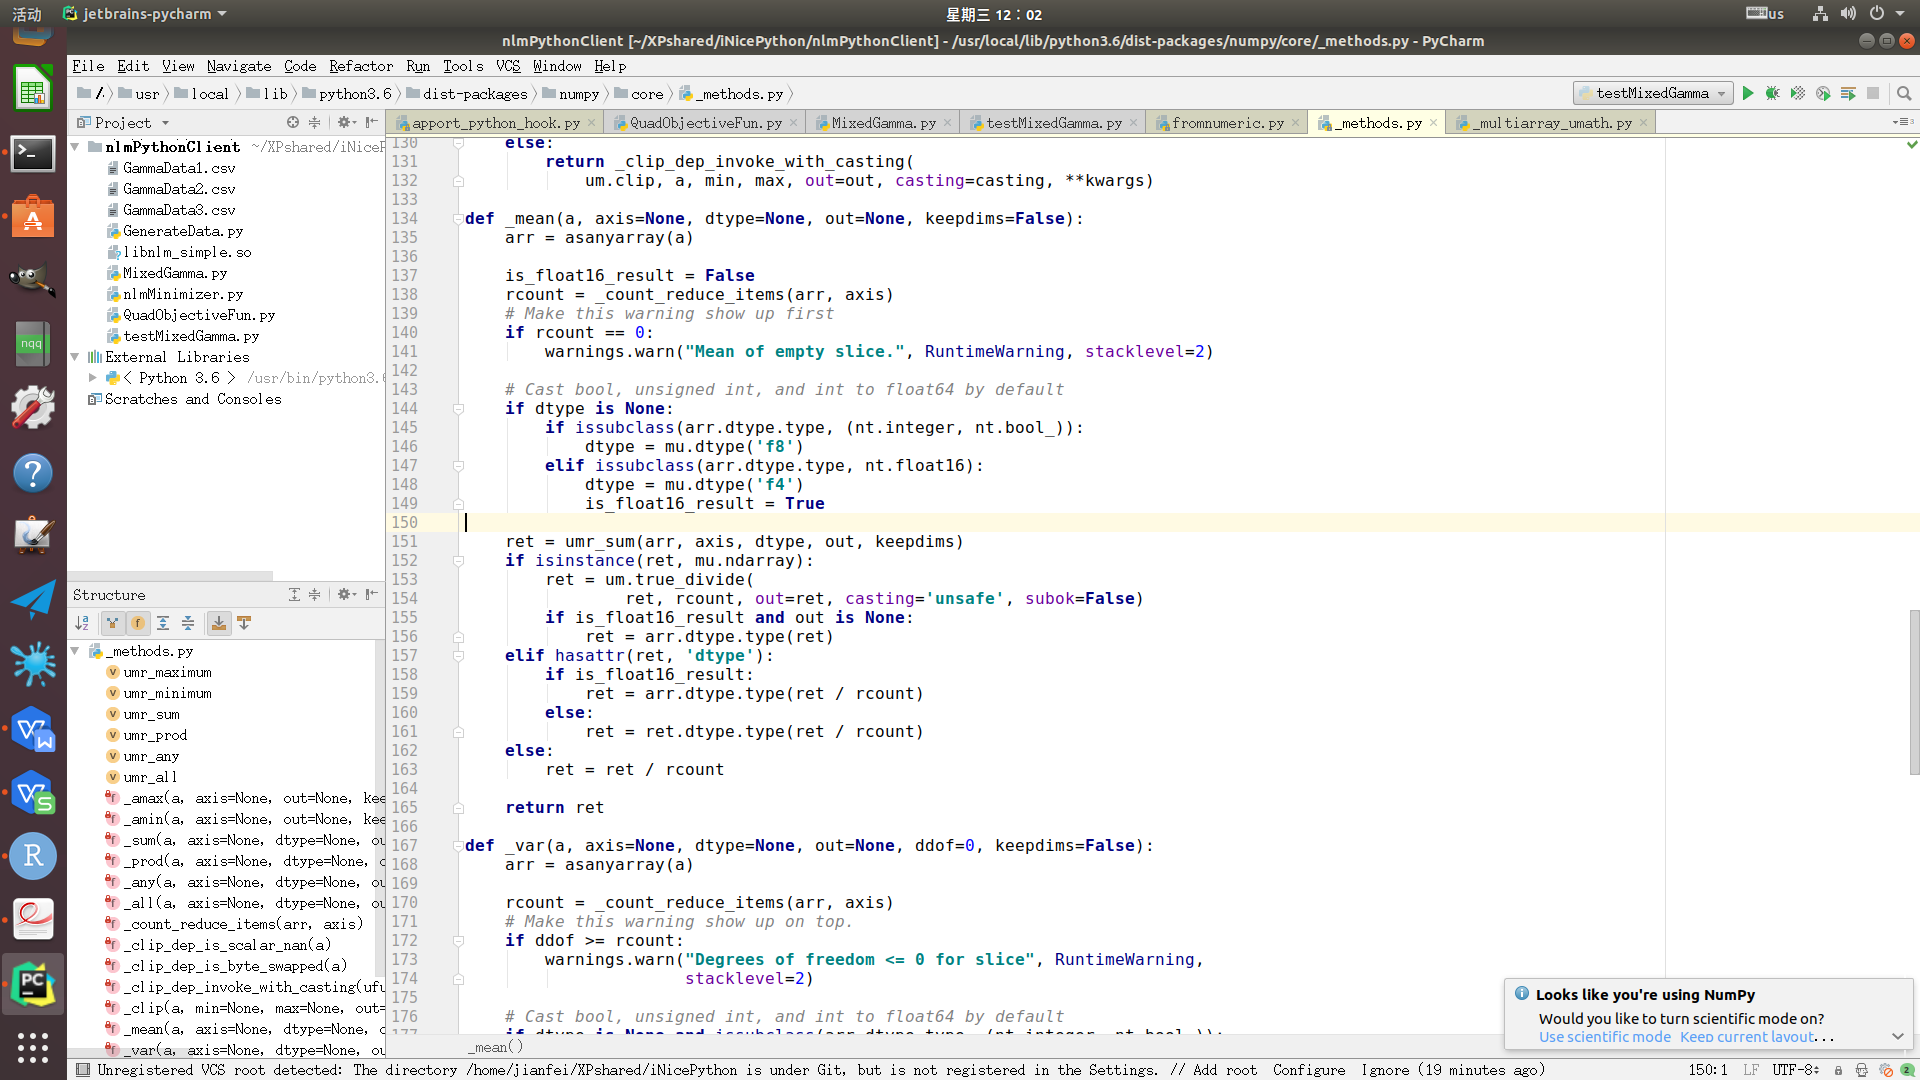 活动 jetbrains-pycharm 星期三 12：02 us
nlmPythonClient [~/XPshared/iNicePython/nlmPythonClient] - /usr/local/lib/python3.6/dist-packages/numpy/core/_methods.py - PyCharm
File Edit View Navigate Code Refactor Run Tools VCS Window Help
/ usr local lib python3.6 dist-packages numpy core _methods.py testMixedGamma
Project
apport_python_hook.py QuadObjectiveFun.py MixedGamma.py testMixedGamma.py fromnumeric.py _methods.py _multiarray_umath.py
nlmPythonClient ~/XPshared/iNiceP
GammaData1.csv
GammaData2.csv
GammaData3.csv
GenerateData.py
libnlm_simple.so
MixedGamma.py
nlmMinimizer.py
QuadObjectiveFun.py
testMixedGamma.py
External Libraries
< Python 3.6 > /usr/bin/python3.6
Scratches and Consoles
Structure
_methods.py
umr_maximum
umr_minimum
umr_sum
umr_prod
umr_any
umr_all
_amax(a, axis=None, out=None, kee
_amin(a, axis=None, out=None, kee
_sum(a, axis=None, dtype=None, ou
_prod(a, axis=None, dtype=None, o
_any(a, axis=None, dtype=None, ou
_all(a, axis=None, dtype=None, ou
_count_reduce_items(arr, axis)
_clip_dep_is_scalar_nan(a)
_clip_dep_is_byte_swapped(a)
_clip_dep_invoke_with_casting(ufu
_clip(a, min=None, max=None, out=
_mean(a, axis=None, dtype=None, o
_var(a, axis=None, dtype=None, ou
130 else:
131 return _clip_dep_invoke_with_casting(
132 um.clip, a, min, max, out=out, casting=casting, **kwargs)
133
134 def _mean(a, axis=None, dtype=None, out=None, keepdims=False):
135 arr = asanyarray(a)
136
137 is_float16_result = False
138 rcount = _count_reduce_items(arr, axis)
139 # Make this warning show up first
140 if rcount == 0:
141 warnings.warn("Mean of empty slice.", RuntimeWarning, stacklevel=2)
142
143 # Cast bool, unsigned int, and int to float64 by default
144 if dtype is None:
145 if issubclass(arr.dtype.type, (nt.integer, nt.bool_)):
146 dtype = mu.dtype('f8')
147 elif issubclass(arr.dtype.type, nt.float16):
148 dtype = mu.dtype('f4')
149 is_float16_result = True
150
151 ret = umr_sum(arr, axis, dtype, out, keepdims)
152 if isinstance(ret, mu.ndarray):
153 ret = um.true_divide(
154 ret, rcount, out=ret, casting='unsafe', subok=False)
155 if is_float16_result and out is None:
156 ret = arr.dtype.type(ret)
157 elif hasattr(ret, 'dtype'):
158 if is_float16_result:
159 ret = arr.dtype.type(ret / rcount)
160 else:
161 ret = ret.dtype.type(ret / rcount)
162 else:
163 ret = ret / rcount
164
165 return ret
166
167 def _var(a, axis=None, dtype=None, out=None, ddof=0, keepdims=False):
168 arr = asanyarray(a)
169
170 rcount = _count_reduce_items(arr, axis)
171 # Make this warning show up on top.
172 if ddof >= rcount:
173 warnings.warn("Degrees of freedom <= 0 for slice", RuntimeWarning,
174 stacklevel=2)
175
176 # Cast bool, unsigned int, and int to float64 by default
177 if dtype is None and issubclass(arr.dtype.type, (nt.integer, nt.bool_)):
_mean()
Looks like you're using NumPy
Would you like to turn scientific mode on?
Use scientific mode Keep current layout...
Unregistered VCS root detected: The directory /home/jianfei/XPshared/iNicePython is under Git, but is not registered in the Settings. // Add root Configure Ignore (19 minutes ago) 150:1 LF UTF-8 2